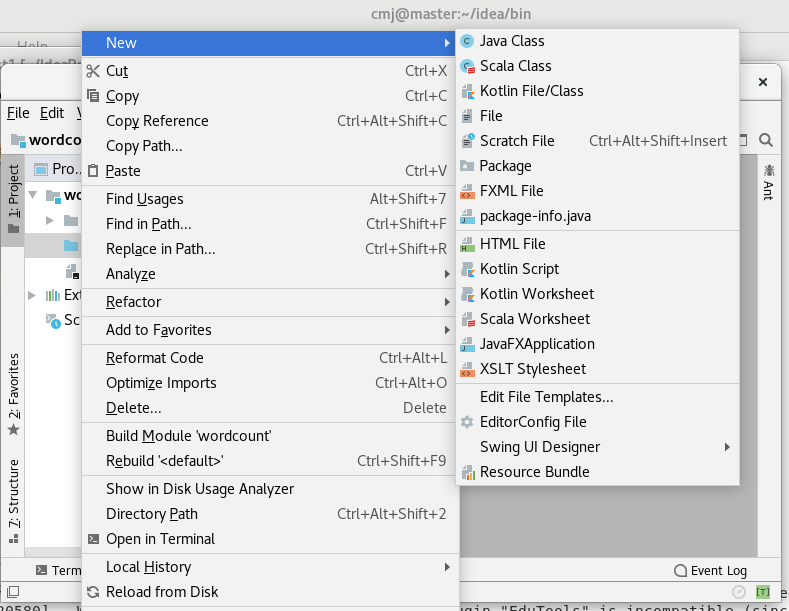 cmj@master:~/idea/bin
Help
File Edit
wordco
Pro..
1: Project
Ext
Sc
2: Favorites
7: Structure
Term
New
Cut Ctrl+X
Copy Ctrl+C
Copy Reference Ctrl+Alt+Shift+C
Copy Path...
Paste Ctrl+V
Find Usages Alt+Shift+7
Find in Path... Ctrl+Shift+F
Replace in Path... Ctrl+Shift+R
Analyze
Refactor
Add to Favorites
Reformat Code Ctrl+Alt+L
Optimize Imports Ctrl+Alt+O
Delete... Delete
Build Module 'wordcount'
Rebuild '<default>' Ctrl+Shift+F9
Show in Disk Usage Analyzer
Directory Path Ctrl+Alt+Shift+2
Open in Terminal
Local History
Reload from Disk
Java Class
Scala Class
Kotlin File/Class
File
Scratch File Ctrl+Alt+Shift+Insert
Package
FXML File
package-info.java
HTML File
Kotlin Script
Kotlin Worksheet
Scala Worksheet
JavaFXApplication
XSLT Stylesheet
Edit File Templates...
EditorConfig File
Swing UI Designer
Resource Bundle
Ant
Event Log
[T]
"EduTools" is incompatible (sinc